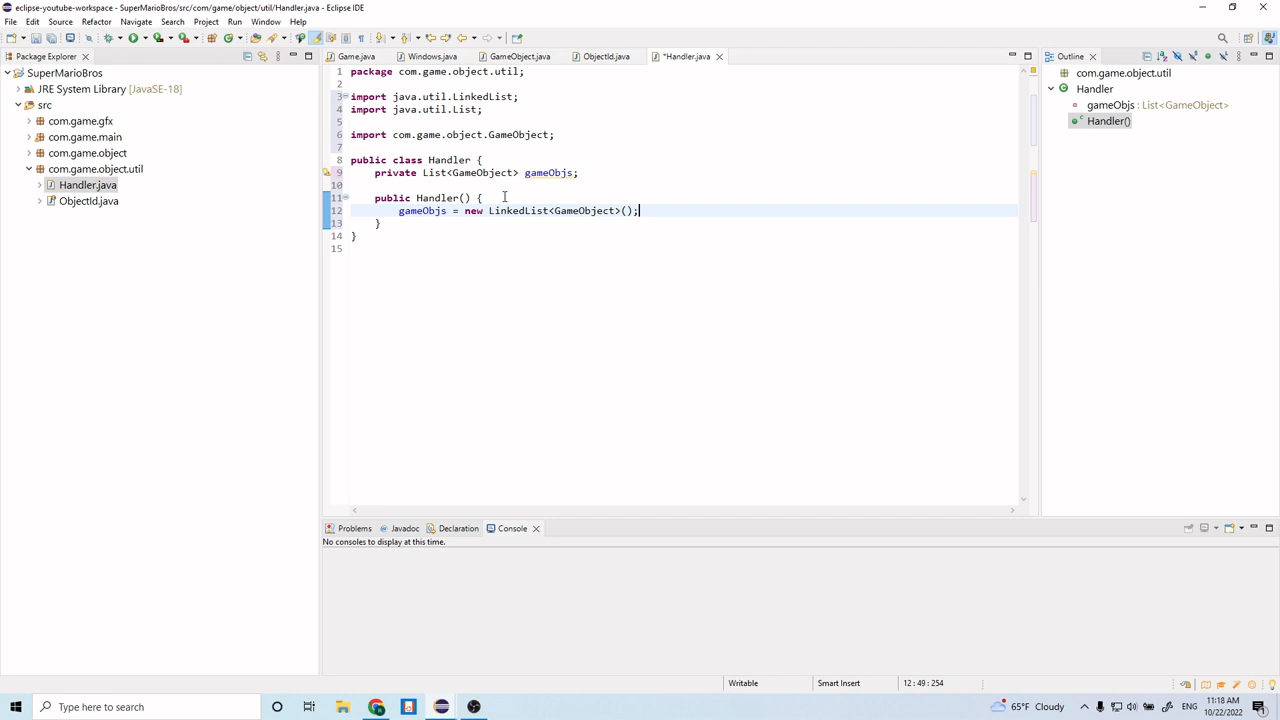 eclipse-youtube-workspace - SuperMarioBros/src/com/game/object/util/Handler.java - Eclipse IDE
File Edit Source Refactor Navigate Search Project Run Window Help
Package Explorer
Game.java Windows.java GameObject.java ObjectId.java *Handler.java
Outline
SuperMarioBros
JRE System Library [JavaSE-18]
src
com.game.gfx
com.game.main
com.game.object
com.game.object.util
Handler.java
ObjectId.java
1 package com.game.object.util;
2
3 import java.util.LinkedList;
4 import java.util.List;
5
6 import com.game.object.GameObject;
7
8 public class Handler {
9 private List<GameObject> gameObjs;
10
11 public Handler() {
12 gameObjs = new LinkedList<GameObject>();
13 }
14 }
15
com.game.object.util
Handler
gameObjs : List<GameObject>
Handler()
Problems Javadoc Declaration Console
No consoles to display at this time.
Writable Smart Insert 12 : 49 : 254
Type here to search
65°F Cloudy
ENG
11:18 AM
10/22/2022